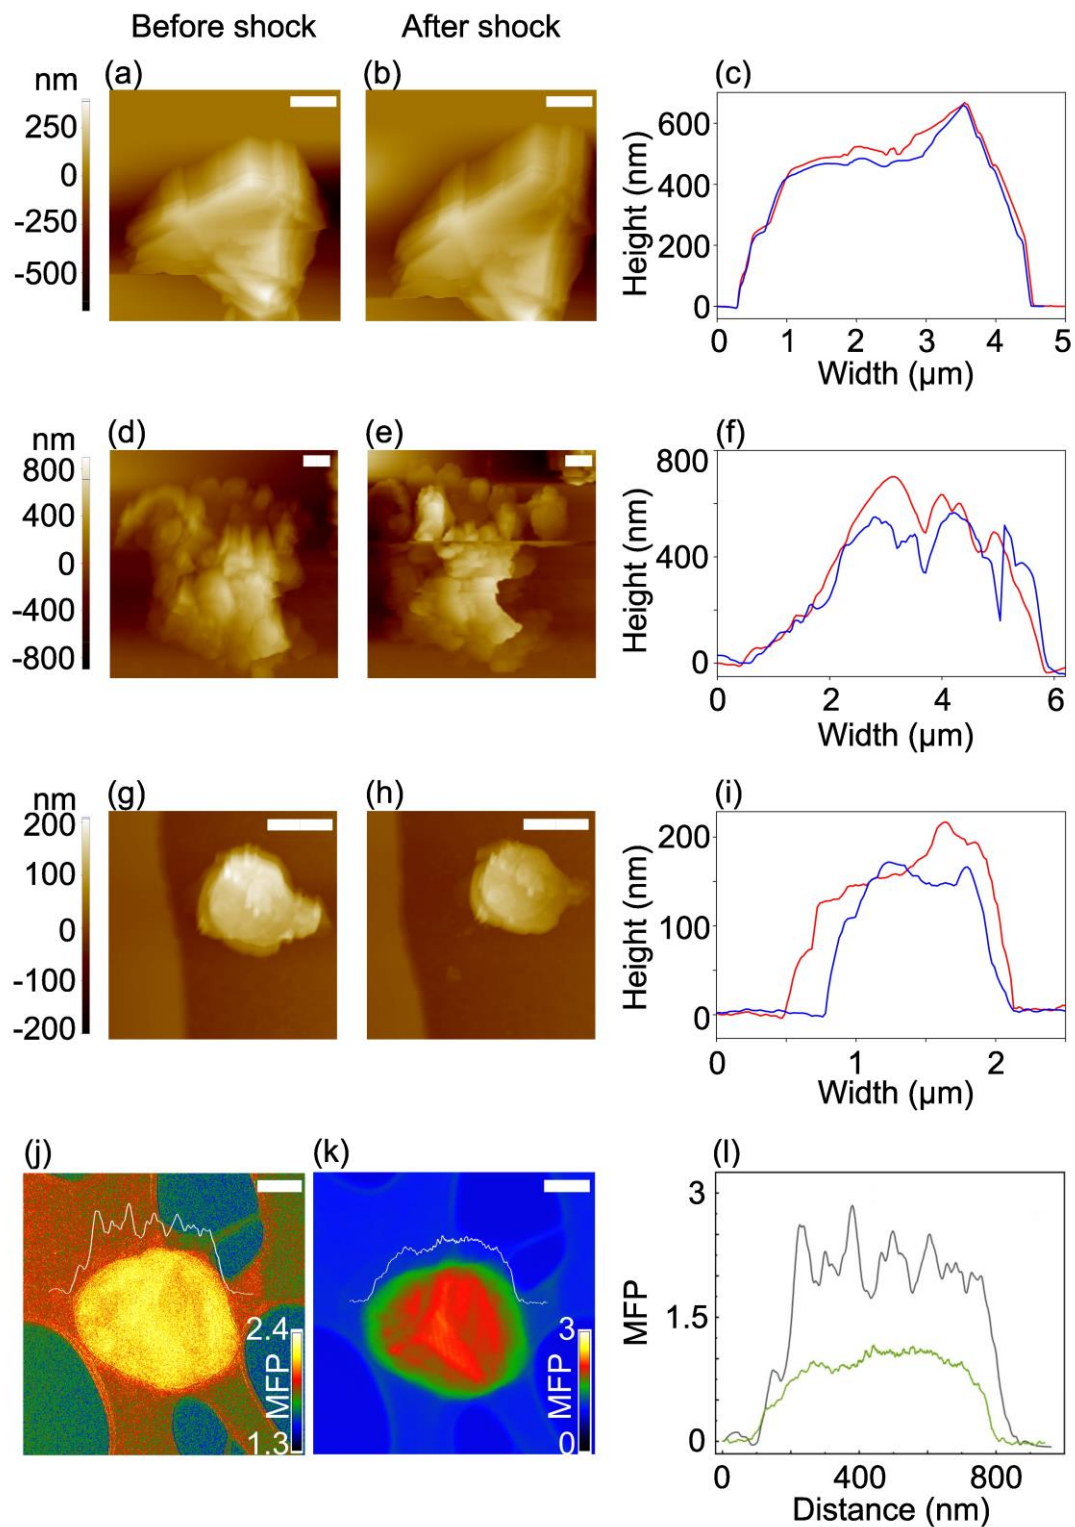 Before shock After shock
nm (a) (b) (c)
250
0
-250
-500
600
400
200
0
Height (nm)
0 1 2 3 4 5
Width (µm)
nm (d) (e) (f)
800
400
0
-400
-800
800
400
0
Height (nm)
0 2 4 6
Width (µm)
nm (g) (h) (i)
200
100
0
-100
-200
200
100
0
Height (nm)
1 2
Width (µm)
(j) (k) (l)
2.4
MFP
1.3
3
MFP
0
3
1.5
0
MFP
0 400 800
Distance (nm)